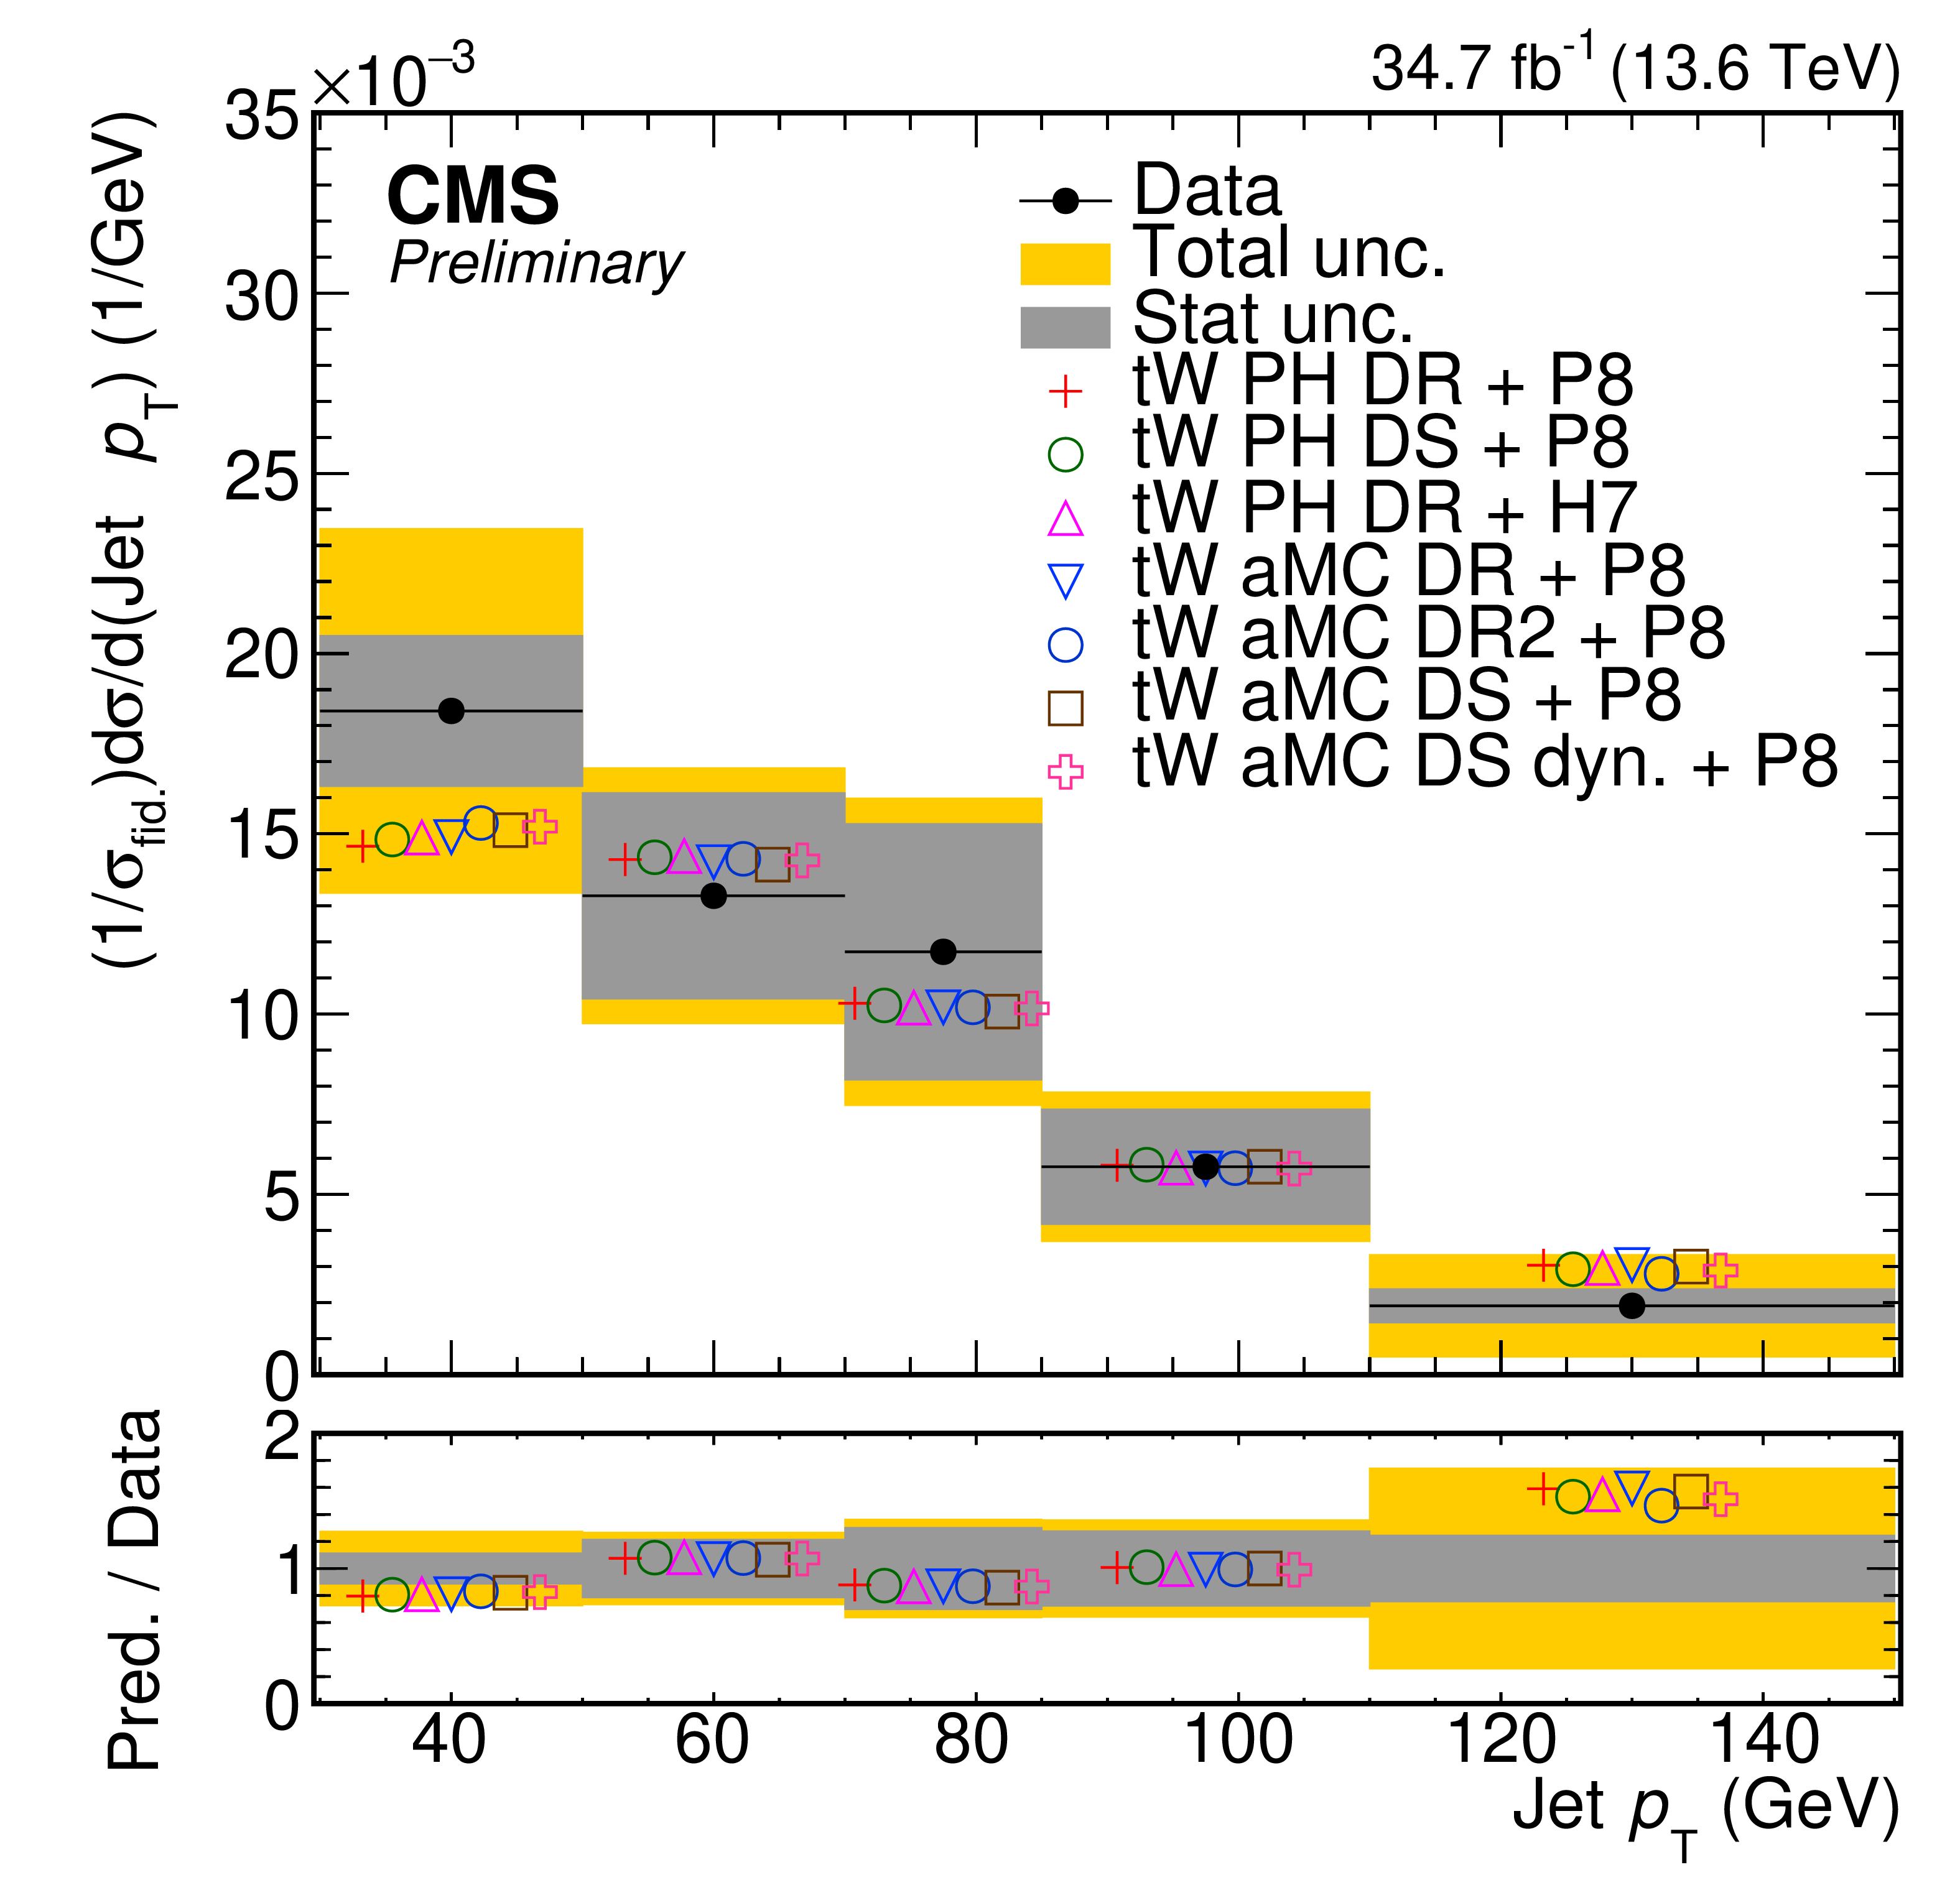 ×10⁻³
34.7 fb⁻¹ (13.6 TeV)
CMS
Preliminary
(1/σ_fid.)dσ/d(Jet p_T) (1/GeV)
35
30
25
20
15
10
5
0
Data
Total unc.
Stat unc.
tW PH DR + P8
tW PH DS + P8
tW PH DR + H7
tW aMC DR + P8
tW aMC DR2 + P8
tW aMC DS + P8
tW aMC DS dyn. + P8
Pred. / Data
2
1
0
40 60 80 100 120 140
Jet p_T (GeV)